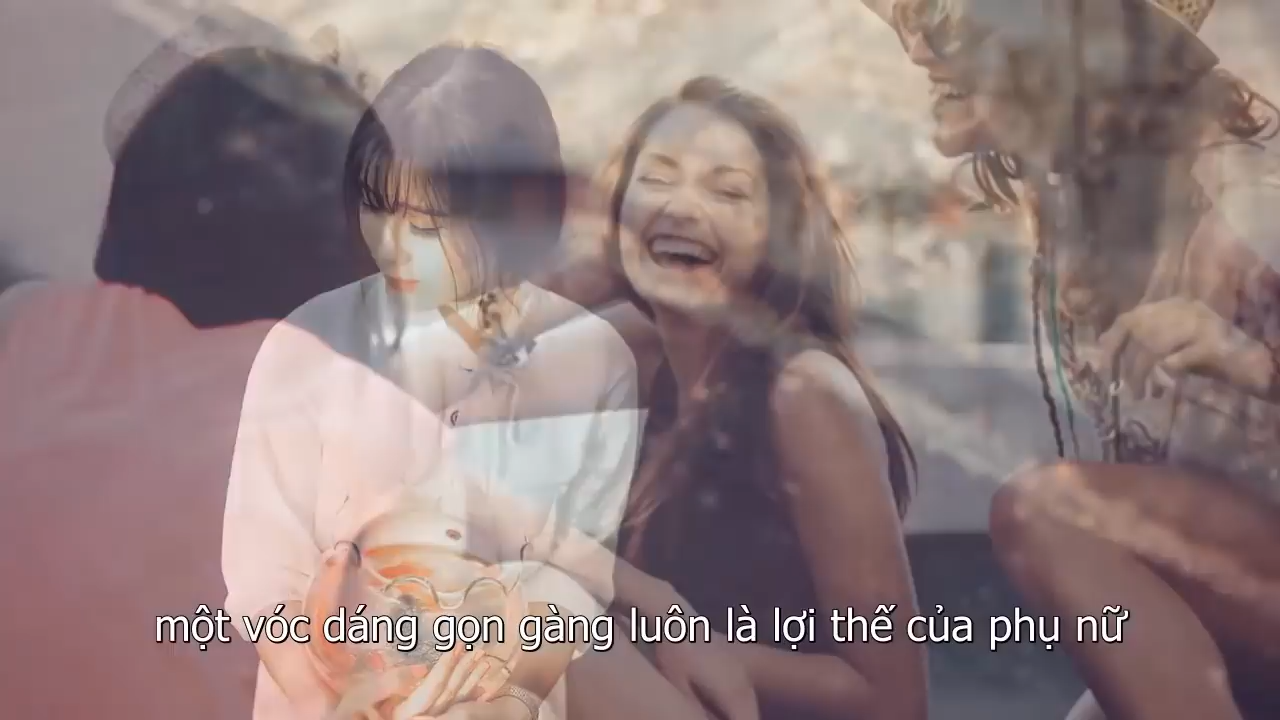 một vóc dáng gọn gàng luôn là lợi thế của phụ nữ